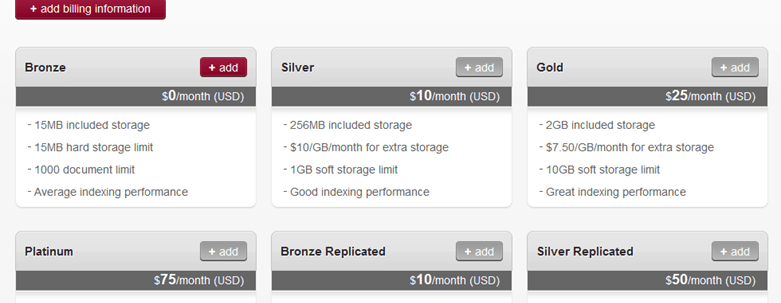 + add billing information
Bronze + add
$0/month (USD)
- 15MB included storage
- 15MB hard storage limit
- 1000 document limit
- Average indexing performance
Silver + add
$10/month (USD)
- 256MB included storage
- $10/GB/month for extra storage
- 1GB soft storage limit
- Good indexing performance
Gold + add
$25/month (USD)
- 2GB included storage
- $7.50/GB/month for extra storage
- 10GB soft storage limit
- Great indexing performance
Platinum + add
$75/month (USD)
Bronze Replicated + add
$10/month (USD)
Silver Replicated + add
$50/month (USD)